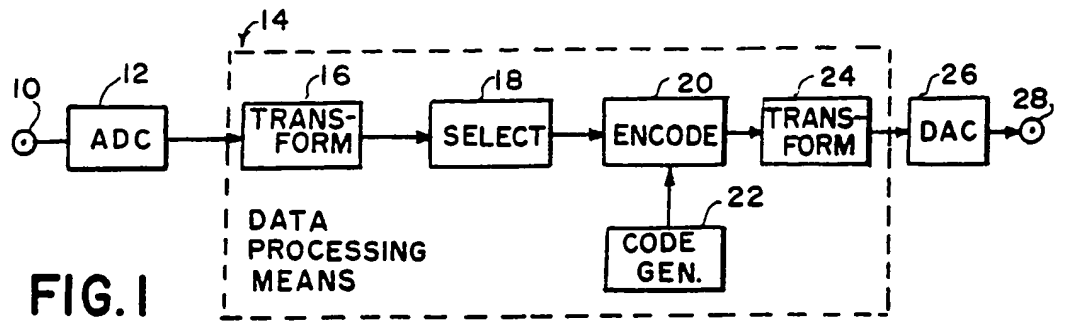 14
10
12
16
18
20
24
26
28
ADC
TRANS-
FORM
SELECT
ENCODE
TRANS-
FORM
DAC
22
CODE
GEN.
DATA
PROCESSING
MEANS
FIG. 1